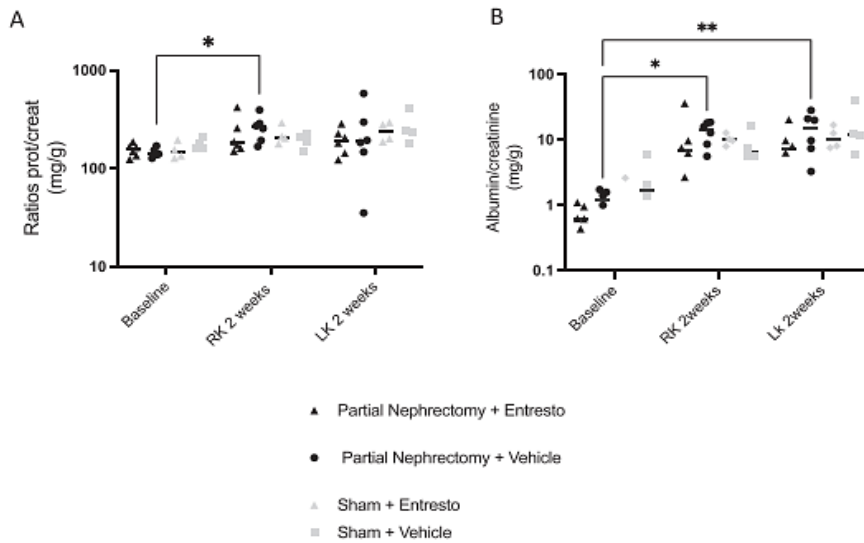 A
*
1000
100
10
Ratios prot/creat
(mg/g)
Baseline
RK 2 weeks
LK 2 weeks
B
**
*
100
10
1
0.1
Albumin/creatinine
(mg/g)
Baseline
RK 2weeks
Lk 2weeks
Partial Nephrectomy + Entresto
Partial Nephrectomy + Vehicle
Sham + Entresto
Sham + Vehicle